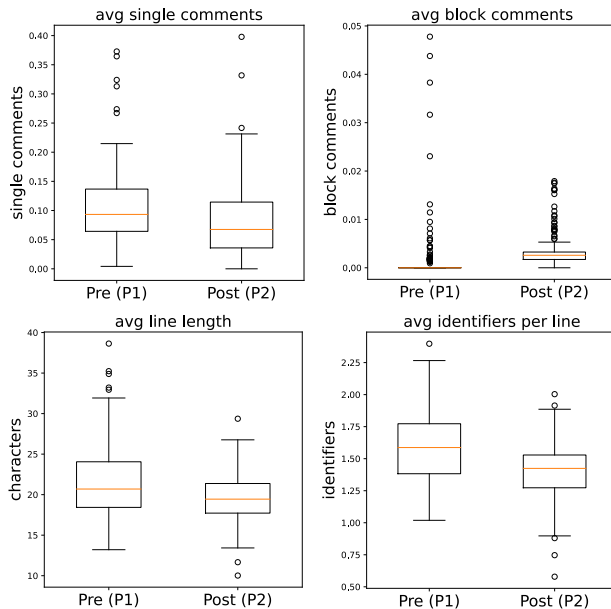 avg single comments
0.40
0.35
0.30
0.25
0.20
0.15
0.10
0.05
0.00
single comments
Pre (P1) Post (P2)
avg block comments
0.05
0.04
0.03
0.02
0.01
0.00
block comments
Pre (P1) Post (P2)
avg line length
40
35
30
25
20
15
10
characters
Pre (P1) Post (P2)
avg identifiers per line
2.25
2.00
1.75
1.50
1.25
1.00
0.75
0.50
identifiers
Pre (P1) Post (P2)